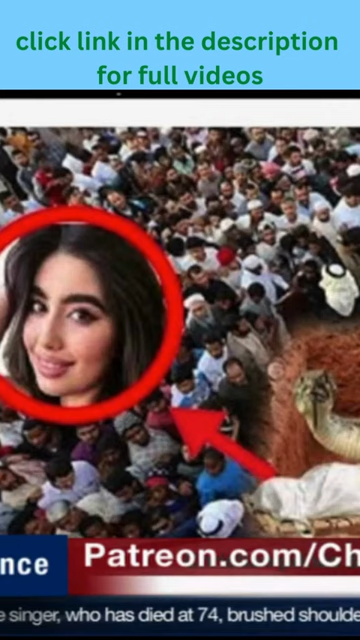 click link in the description
for full videos
nce
Patreon.com/Ch
e singer, who has died at 74, brushed shoulde